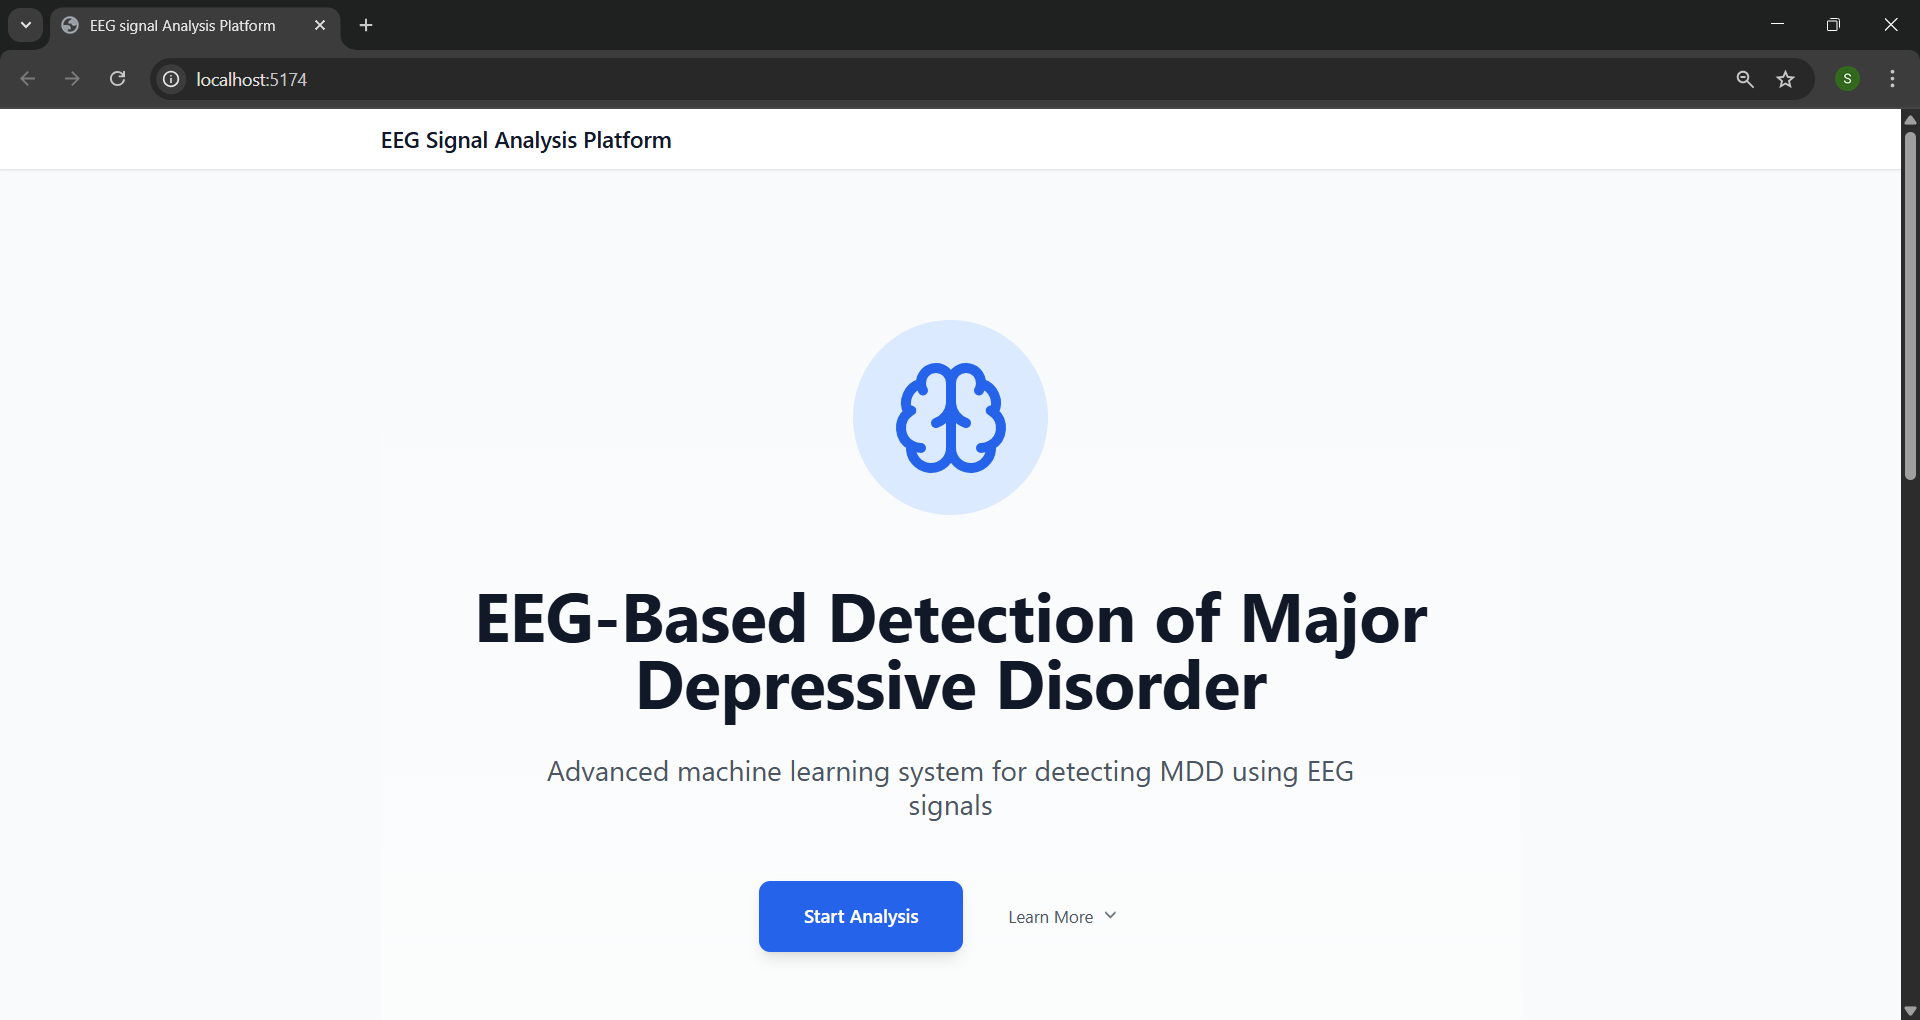 EEG signal Analysis Platform
localhost:5174
S
EEG Signal Analysis Platform
EEG-Based Detection of Major
Depressive Disorder
Advanced machine learning system for detecting MDD using EEG
signals
Start Analysis
Learn More